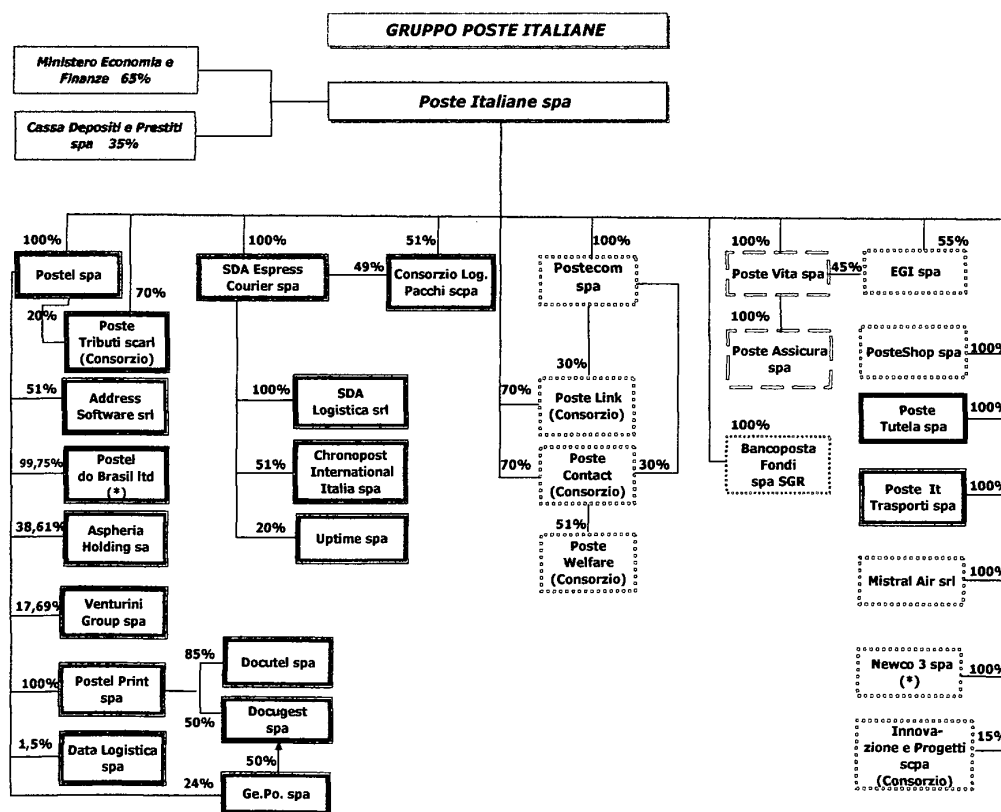 GRUPPO POSTE ITALIANE
Ministero Economia e
Finanze 65%
Poste Italiane spa
Cassa Depositi e Prestiti
spa 35%
100%
Postel spa
20%
70%
Poste
Tributi scarl
(Consorzio)
51%
Address
Software srl
99,75%
Postel
do Brasil ltd
(*)
38,61%
Aspheria
Holding sa
17,69%
Venturini
Group spa
100%
Postel Print
spa
85%
Docutel spa
50%
Docugest
spa
1,5%
Data Logistica
spa
50%
24%
Ge.Po. spa
100%
SDA Espress
Courier spa
49%
51%
Consorzio Log.
Pacchi scpa
100%
SDA
Logistica srl
51%
Chronopost
International
Italia spa
20%
Uptime spa
100%
Postecom
spa
30%
70%
Poste Link
(Consorzio)
70%
Poste
Contact
(Consorzio)
30%
51%
Poste
Welfare
(Consorzio)
100%
Poste Vita spa
45%
100%
Poste Assicura
spa
100%
Bancoposta
Fondi
spa SGR
55%
EGI spa
PosteShop spa
100%
Poste
Tutela spa
100%
Poste It
Trasporti spa
100%
Mistral Air srl
100%
Newco 3 spa
(*)
100%
Innova-
zione e Progetti
scpa
(Consorzio)
15%